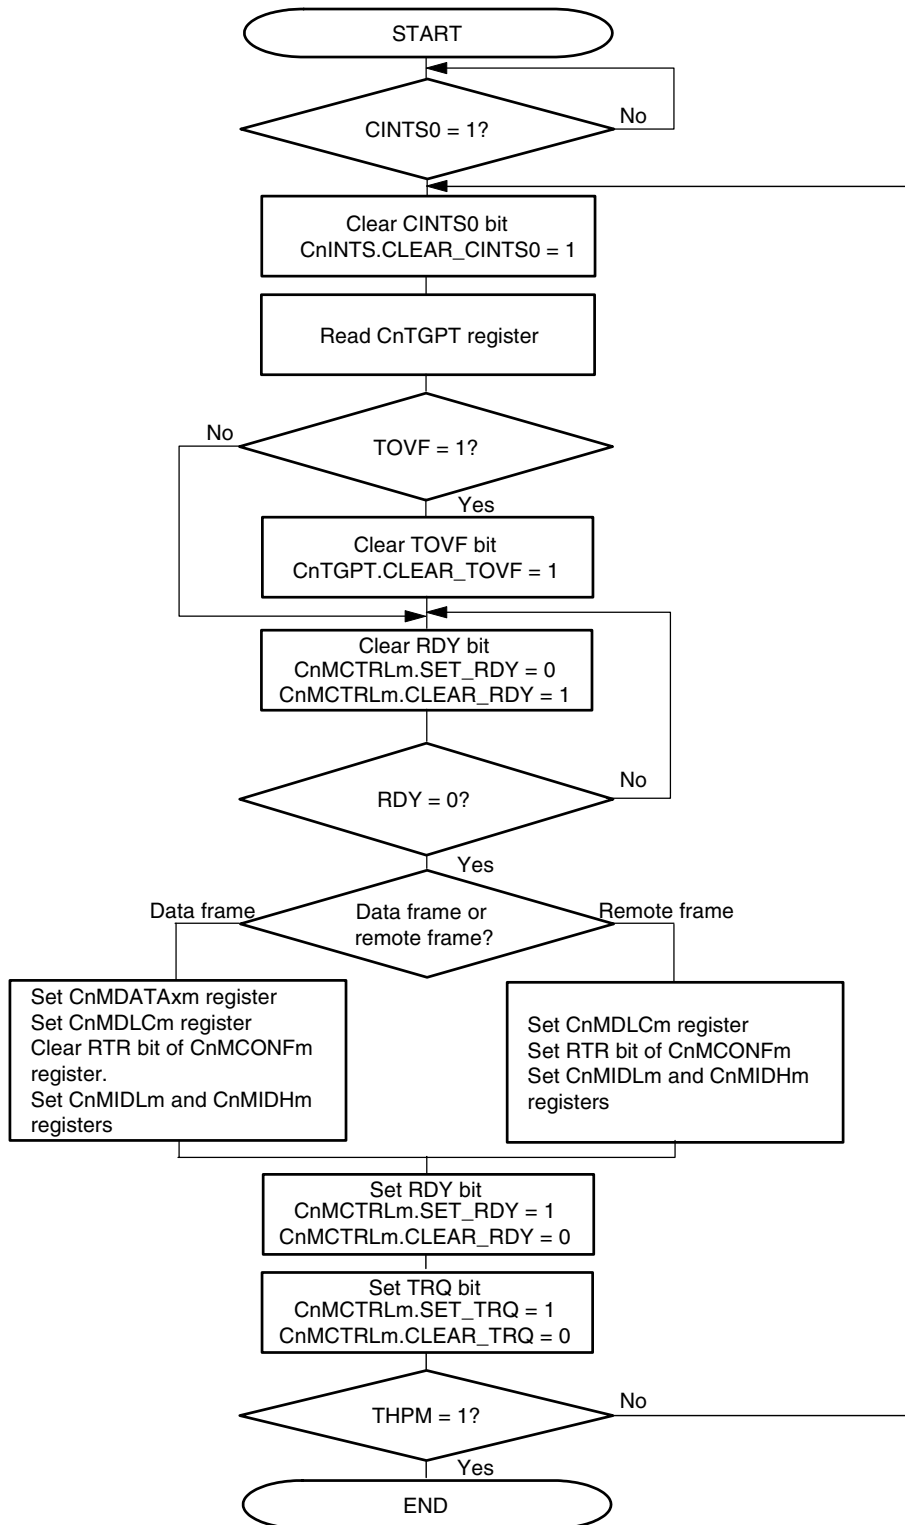 START
CINTS0 = 1?
No
Clear CINTS0 bit
CnINTS.CLEAR_CINTS0 = 1
Read CnTGPT register
No
TOVF = 1?
Yes
Clear TOVF bit
CnTGPT.CLEAR_TOVF = 1
Clear RDY bit
CnMCTRLm.SET_RDY = 0
CnMCTRLm.CLEAR_RDY = 1
RDY = 0?
No
Yes
Data frame
Data frame or
remote frame?
Remote frame
Set CnMDATAxm register
Set CnMDLCm register
Clear RTR bit of CnMCONFm
register.
Set CnMIDLm and CnMIDHm
registers
Set CnMDLCm register
Set RTR bit of CnMCONFm
Set CnMIDLm and CnMIDHm
registers
Set RDY bit
CnMCTRLm.SET_RDY = 1
CnMCTRLm.CLEAR_RDY = 0
Set TRQ bit
CnMCTRLm.SET_TRQ = 1
CnMCTRLm.CLEAR_TRQ = 0
THPM = 1?
No
Yes
END